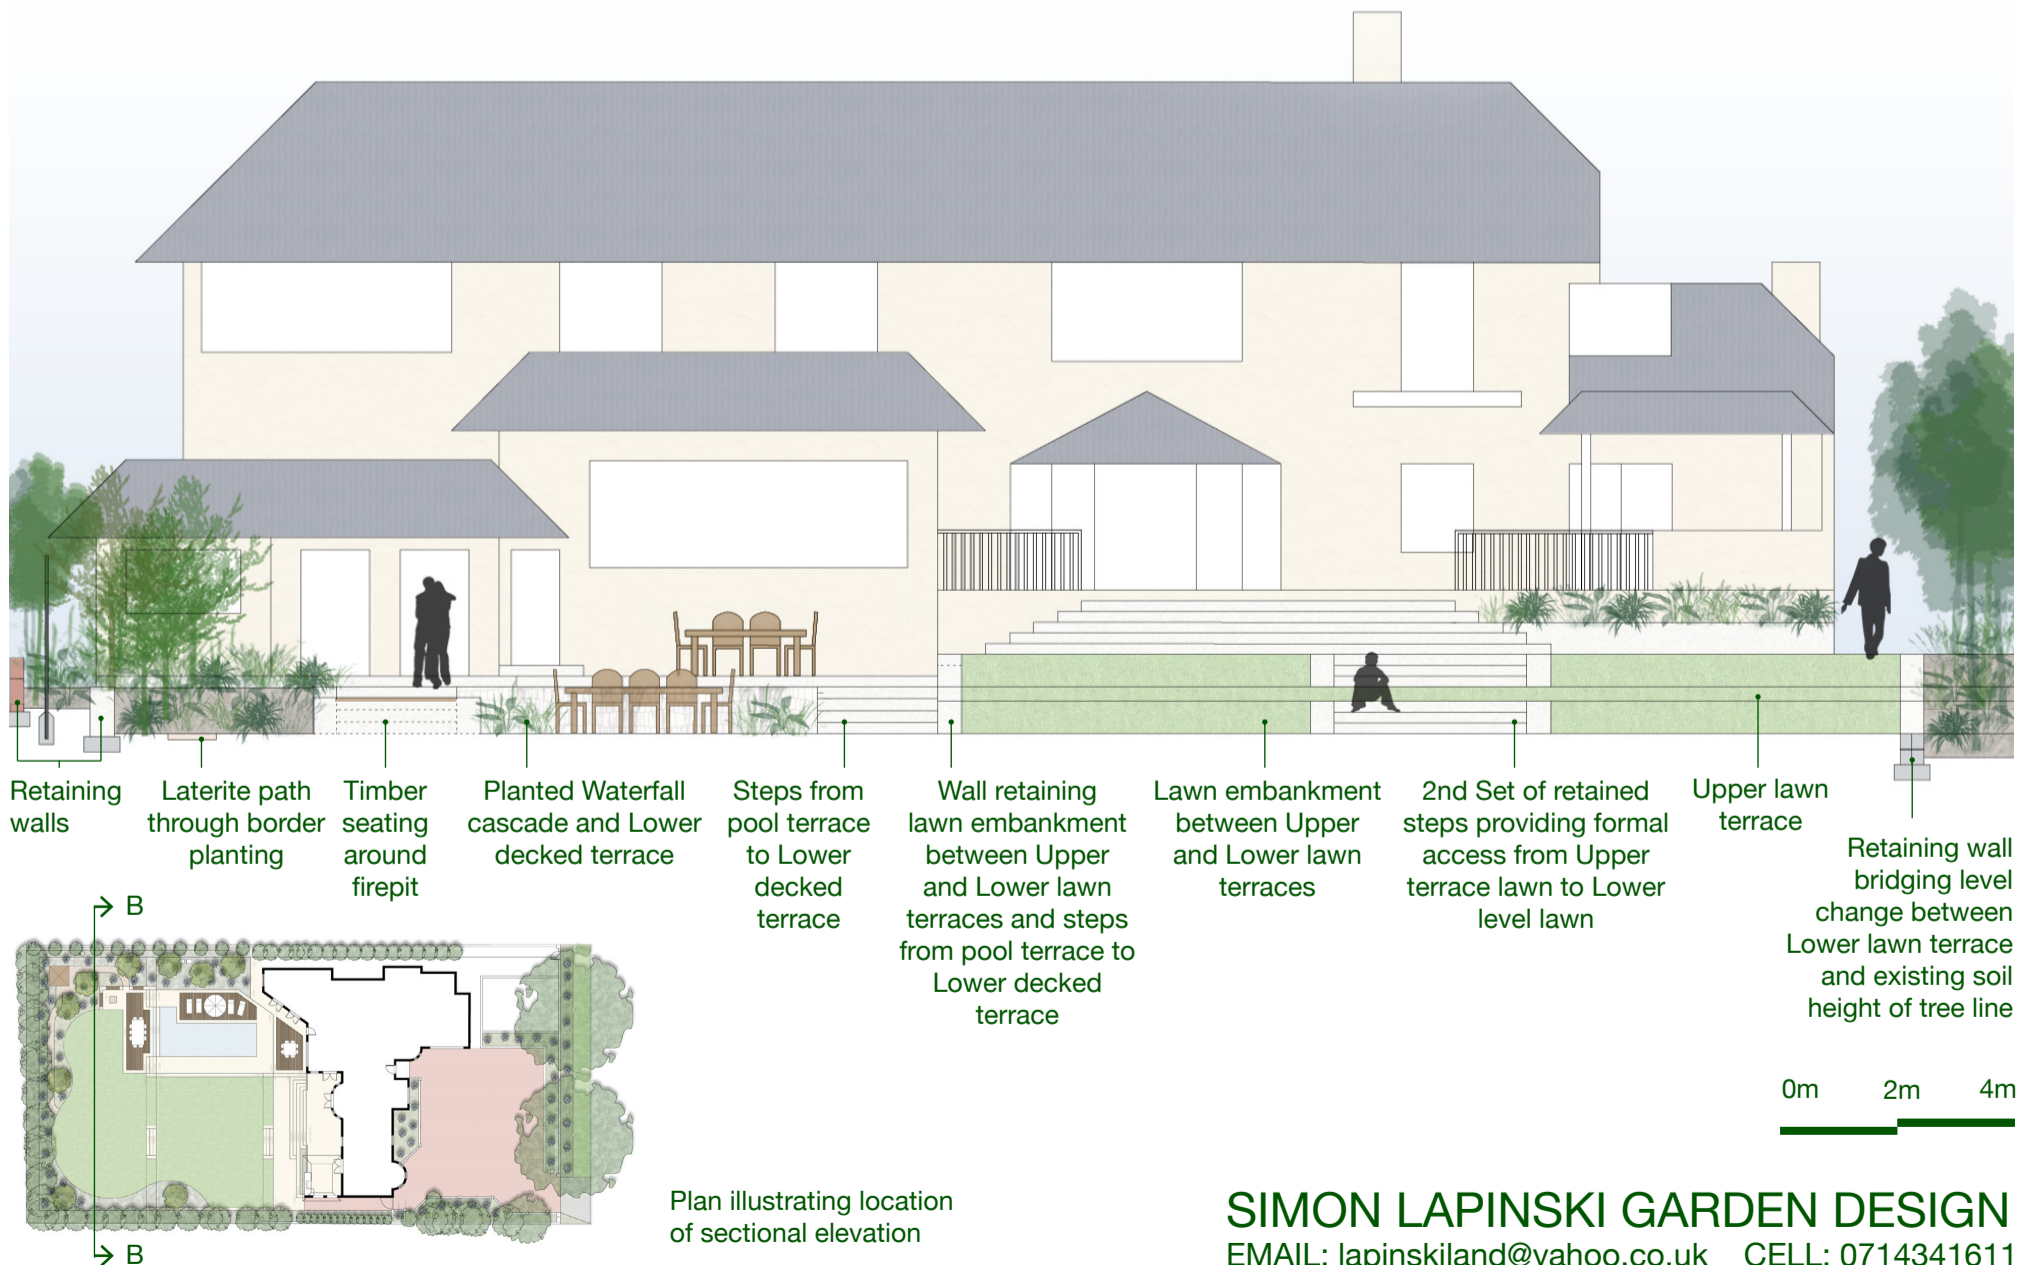 Retaining
walls
Laterite path
through border
planting
Timber
seating
around
firepit
Planted Waterfall
cascade and Lower
decked terrace
Steps from
pool terrace
to Lower
decked
terrace
Wall retaining
lawn embankment
between Upper
and Lower lawn
terraces and steps
from pool terrace to
Lower decked
terrace
Lawn embankment
between Upper
and Lower lawn
terraces
2nd Set of retained
steps providing formal
access from Upper
terrace lawn to Lower
level lawn
Upper lawn
terrace
Retaining wall
bridging level
change between
Lower lawn terrace
and existing soil
height of tree line
B
B
Plan illustrating location
of sectional elevation
0m 2m 4m
SIMON LAPINSKI GARDEN DESIGN
EMAIL: lapinskiland@yahoo.co.uk CELL: 0714341611